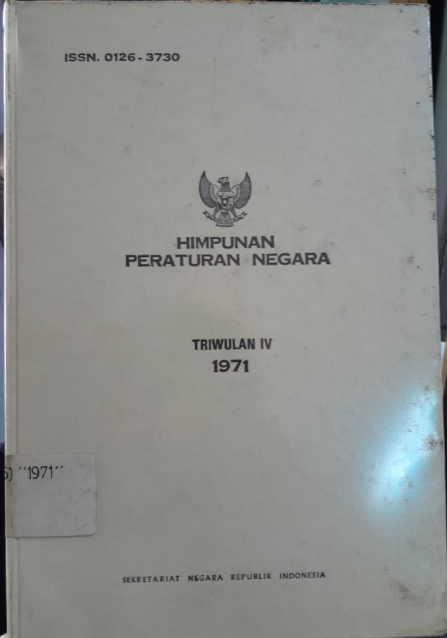 ISSN. 0126 - 3730
HIMPUNAN
PERATURAN NEGARA
TRIWULAN IV
1971
) "1971"
SEKRETARIAT NEGARA REPUBLIK INDONESIA